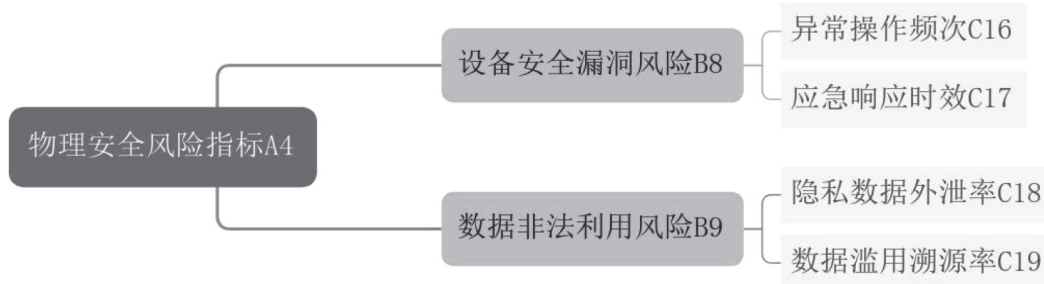 物理安全风险指标A4
设备安全漏洞风险B8
异常操作频次C16
应急响应时效C17
数据非法利用风险B9
隐私数据外泄率C18
数据滥用溯源率C19